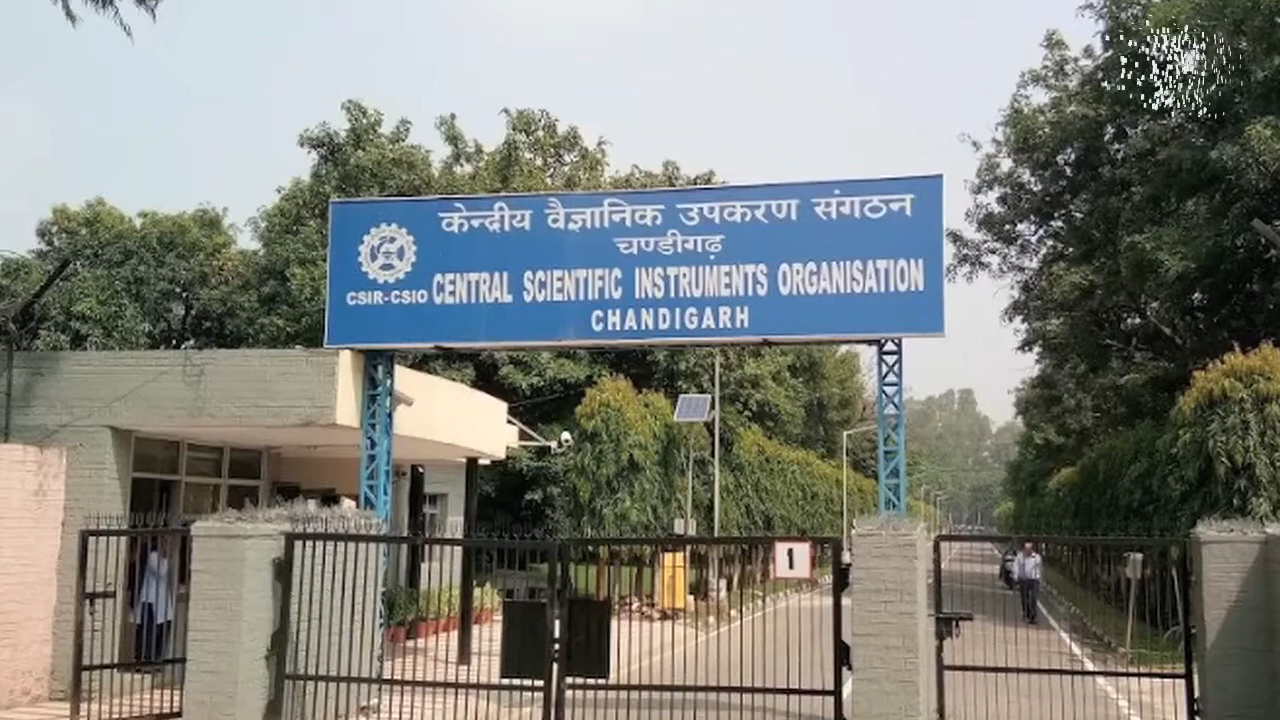 केन्द्रीय वैज्ञानिक उपकरण संगठन
चण्डीगढ़
CSIR-CSIO
CENTRAL SCIENTIFIC INSTRUMENTS ORGANISATION
CHANDIGARH
1